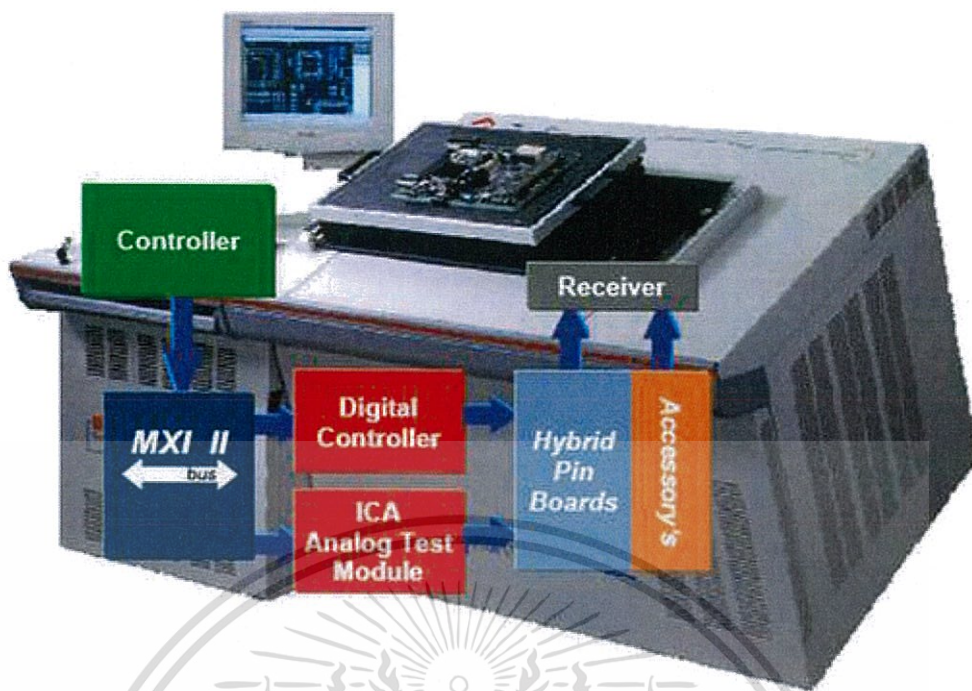 Controller
Receiver
MXI II
bus
Digital
Controller
ICA
Analog Test
Module
Hybrid
Pin
Boards
Accessory's